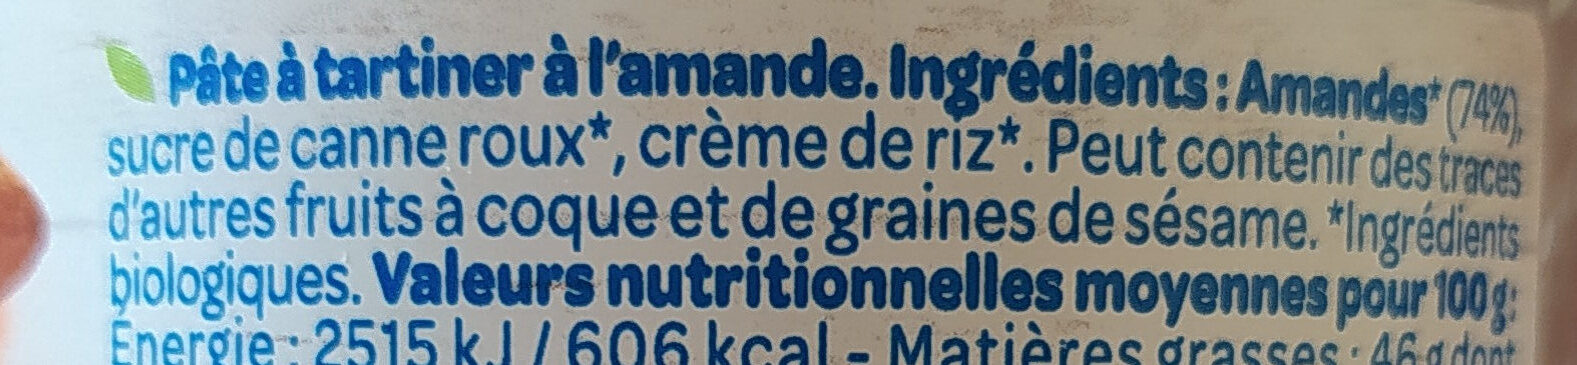 Pâte à tartiner à l'amande. Ingrédients : Amandes* (74%),
sucre de canne roux*, crème de riz*. Peut contenir des traces
d'autres fruits à coque et de graines de sésame. *Ingrédients
biologiques. Valeurs nutritionnelles moyennes pour 100g:
Énergie : 2515 kJ / 606 kcal - Matières grasses : 46 g dont